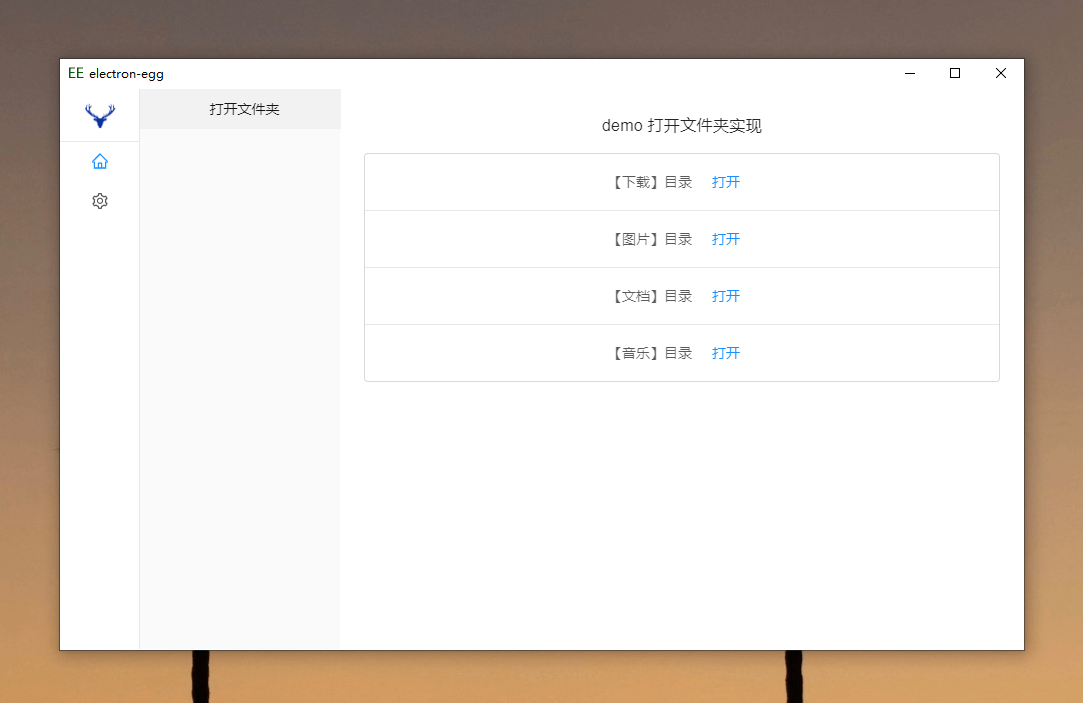 EE electron-egg
打开文件夹
demo 打开文件夹实现
【下载】目录 打开
【图片】目录 打开
【文档】目录 打开
【音乐】目录 打开